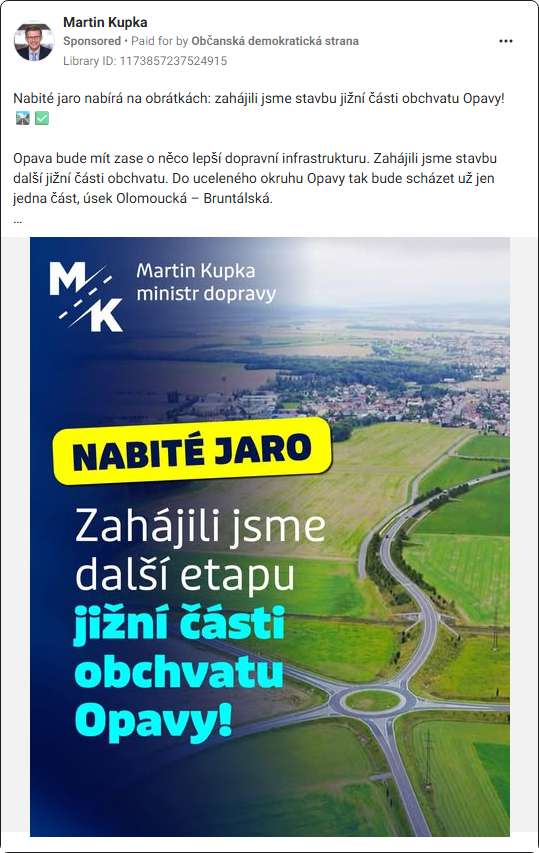 Martin Kupka
Sponsored • Paid for by Občanská demokratická strana
Library ID: 1173857237524915
Nabité jaro nabírá na obrátkách: zahájili jsme stavbu jižní části obchvatu Opavy!
🛣️ ✅
Opava bude mít zase o něco lepší dopravní infrastrukturu. Zahájili jsme stavbu
další jižní části obchvatu. Do uceleného okruhu Opavy tak bude scházet už jen
jedna část, úsek Olomoucká – Bruntálská.
...
M K
Martin Kupka
ministr dopravy
NABITÉ JARO
Zahájili jsme
další etapu
jižní části
obchvatu
Opavy!